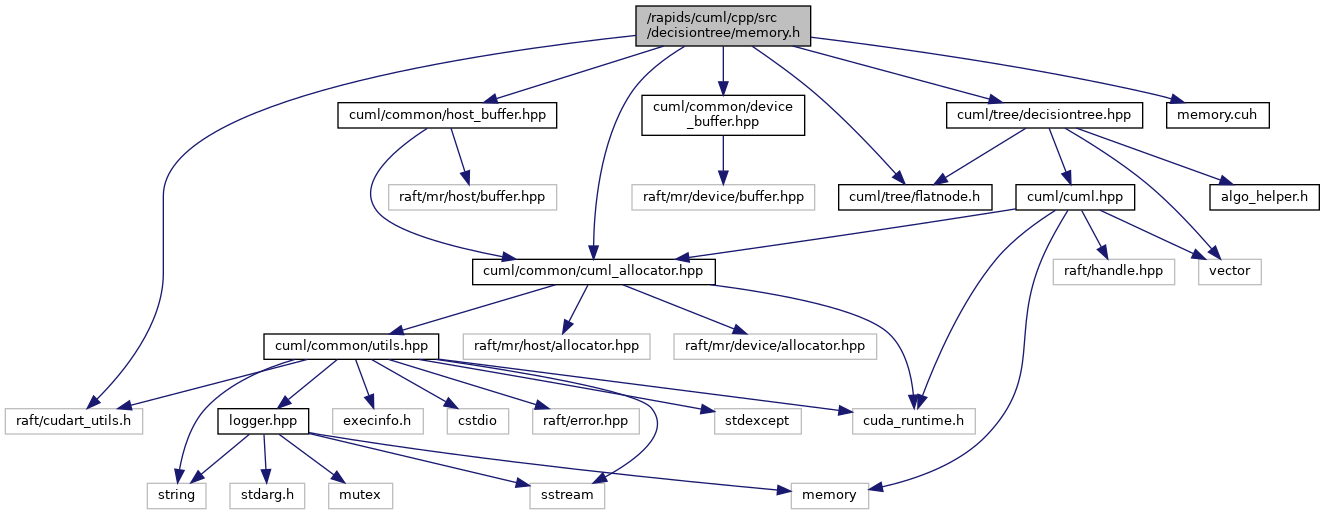 /rapids/cuml/cpp/src
/decisiontree/memory.h
cuml/common/host_buffer.hpp
cuml/common/device
_buffer.hpp
cuml/tree/decisiontree.hpp
memory.cuh
raft/mr/host/buffer.hpp
raft/mr/device/buffer.hpp
cuml/tree/flatnode.h
cuml/cuml.hpp
algo_helper.h
cuml/common/cuml_allocator.hpp
raft/handle.hpp
vector
cuml/common/utils.hpp
raft/mr/host/allocator.hpp
raft/mr/device/allocator.hpp
raft/cudart_utils.h
logger.hpp
execinfo.h
cstdio
raft/error.hpp
stdexcept
cuda_runtime.h
string
stdarg.h
mutex
sstream
memory